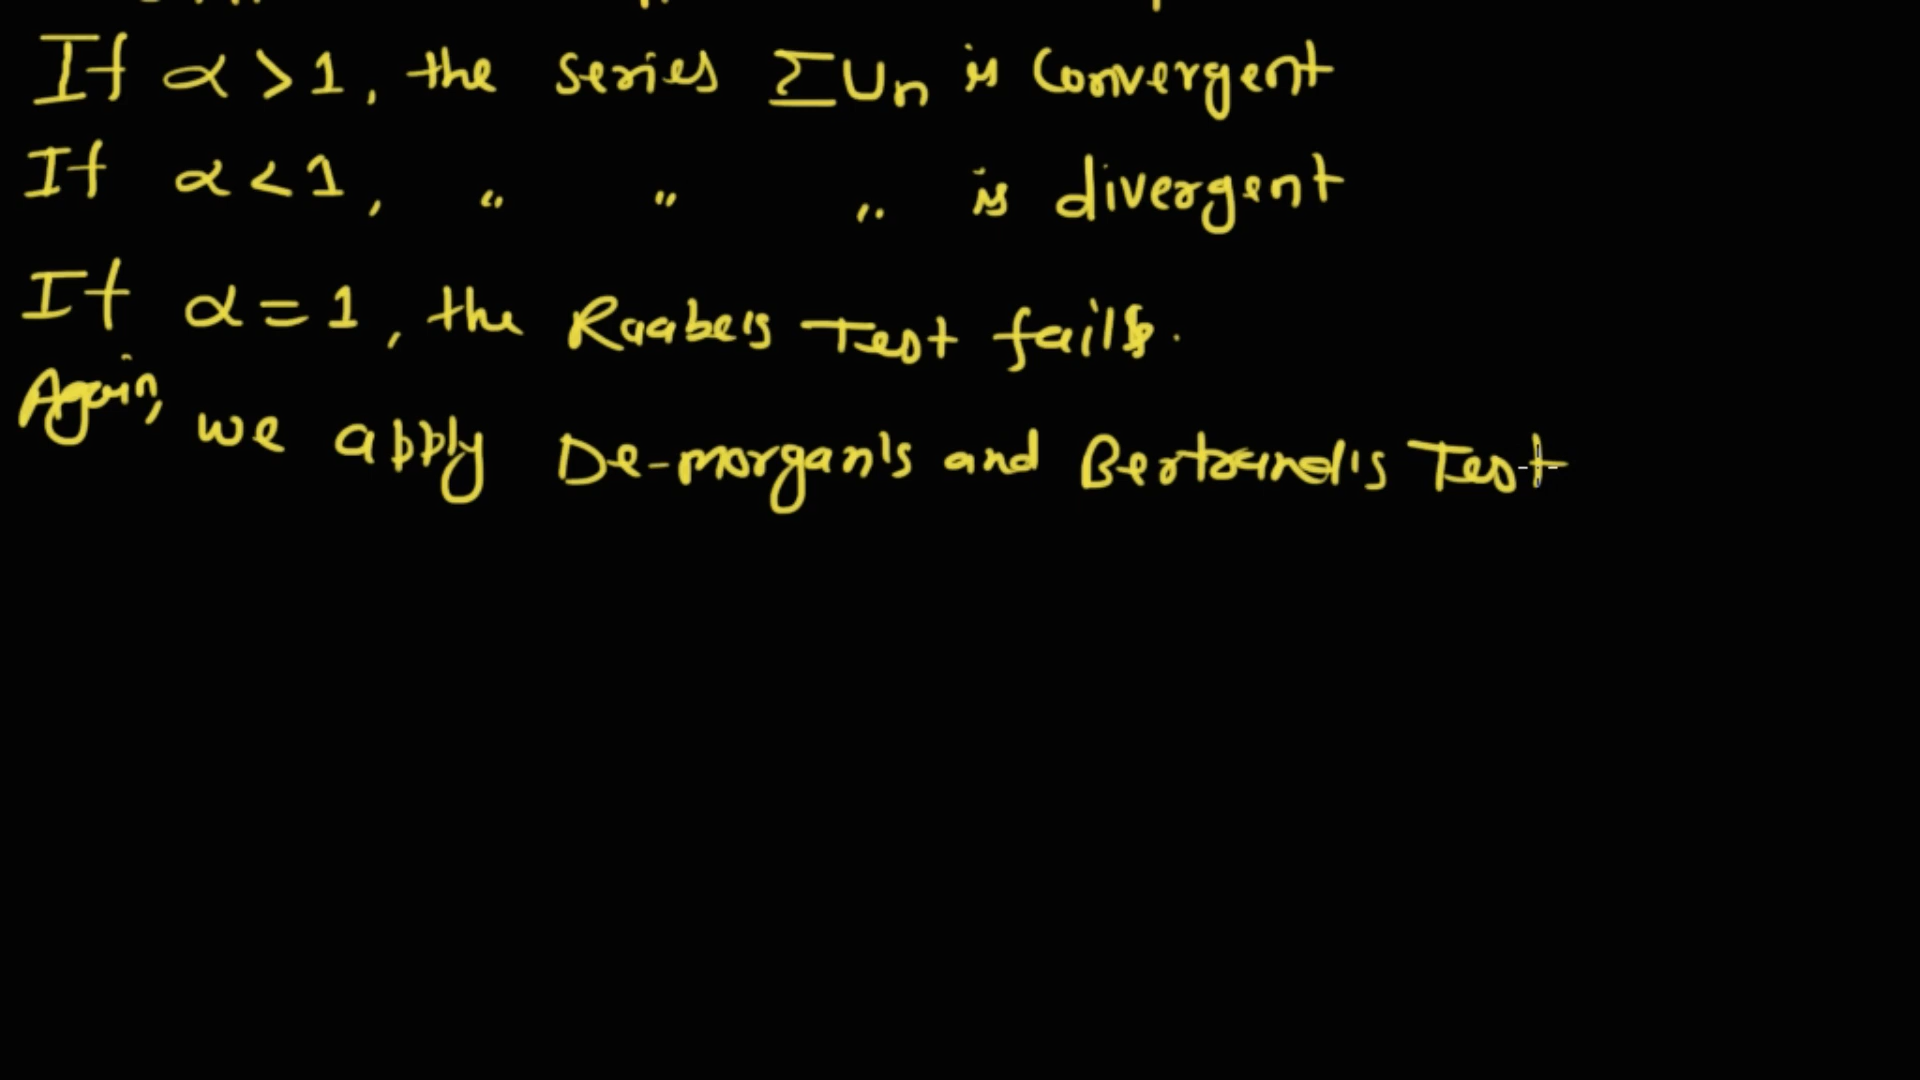 If α > 1, the series ΣUn is Convergent
If α < 1, " " " is divergent
If α = 1, the Raabe's Test fails.
Again, we apply De-morgan's and Bertrand's Test